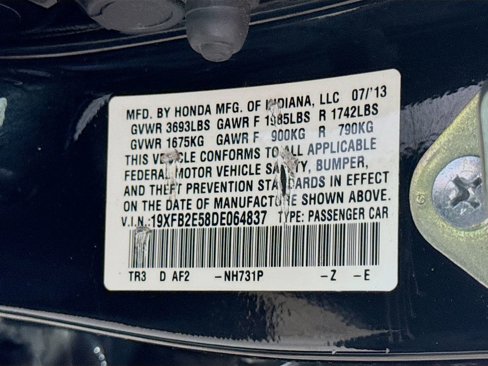 MFD. BY HONDA MFG. OF INDIANA, LLC 07/'13
GVWR 3693LBS GAWR F 1985LBS R 1742LBS
GVWR 1675KG GAWR F 900KG R 790KG
THIS VEHICLE CONFORMS TO ALL APPLICABLE
FEDERAL MOTOR VEHICLE SAFETY, BUMPER,
AND THEFT PREVENTION STANDARDS IN EFFECT
ON THE DATE OF MANUFACTURE SHOWN ABOVE.
V.I.N.:19XFB2E58DE064837 TYPE: PASSENGER CAR
TR3 D AF2 -NH731P -Z -E